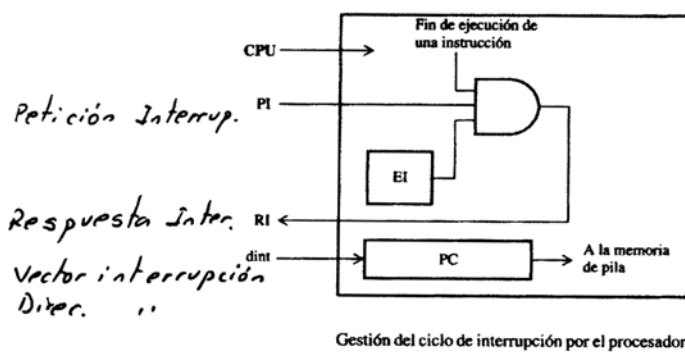 Fin de ejecución de
una instrucción
CPU
Petición Interrup. PI
EI
Respuesta Inter. RI
dint
PC
A la memoria
de pila
Vector interrupción
Direc. "
Gestión del ciclo de interrupción por el procesador